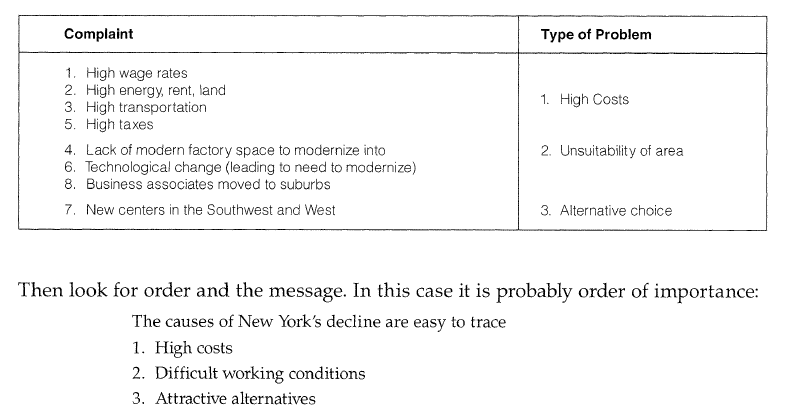 Complaint Type of Problem
1. High wage rates
2. High energy, rent, land
3. High transportation
5. High taxes
1. High Costs
4. Lack of modern factory space to modernize into
6. Technological change (leading to need to modernize)
8. Business associates moved to suburbs
2. Unsuitability of area
7. New centers in the Southwest and West
3. Alternative choice
Then look for order and the message. In this case it is probably order of importance:
The causes of New York's decline are easy to trace
1. High costs
2. Difficult working conditions
3. Attractive alternatives